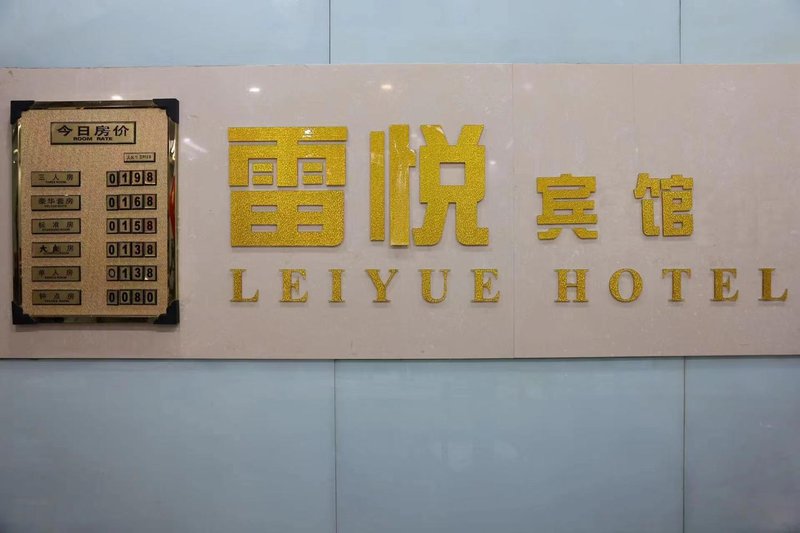 今日房价
ROOM RATE
三人房 0198
豪华套房 0168
标准房 0158
大床房 0138
单人房 0138
钟点房 0080
雷悦宾馆
LEIYUE HOTEL